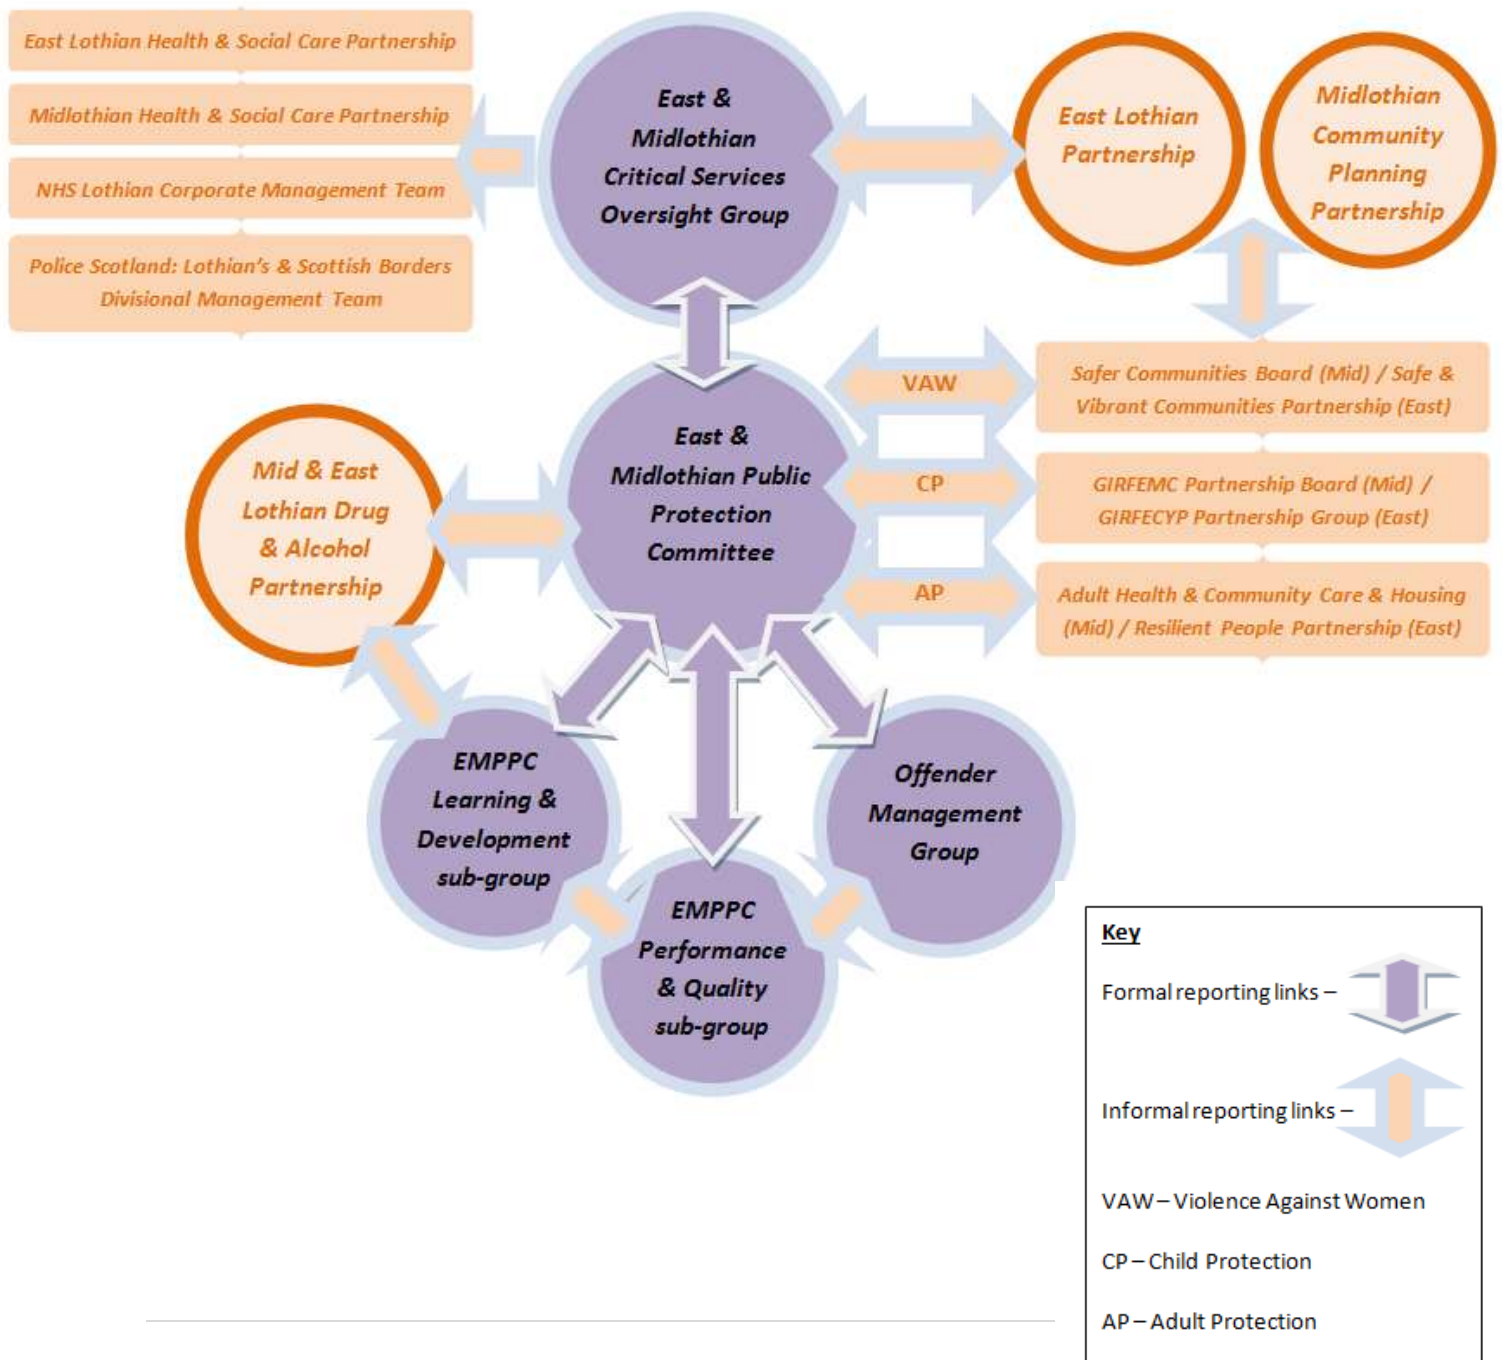 East Lothian Health & Social Care Partnership
Midlothian Health & Social Care Partnership
NHS Lothian Corporate Management Team
Police Scotland: Lothian's & Scottish Borders
Divisional Management Team
East &
Midlothian
Critical Services
Oversight Group
East Lothian
Partnership
Midlothian
Community
Planning
Partnership
VAW
Safer Communities Board (Mid) / Safe &
Vibrant Communities Partnership (East)
East &
Midlothian Public
Protection
Committee
CP
GIRFEMC Partnership Board (Mid) /
GIRFECYP Partnership Group (East)
AP
Adult Health & Community Care & Housing
(Mid) / Resilient People Partnership (East)
Mid & East
Lothian Drug
& Alcohol
Partnership
EMPPC
Learning &
Development
sub-group
EMPPC
Performance
& Quality
sub-group
Offender
Management
Group
Key
Formal reporting links –
Informal reporting links –
VAW – Violence Against Women
CP – Child Protection
AP – Adult Protection